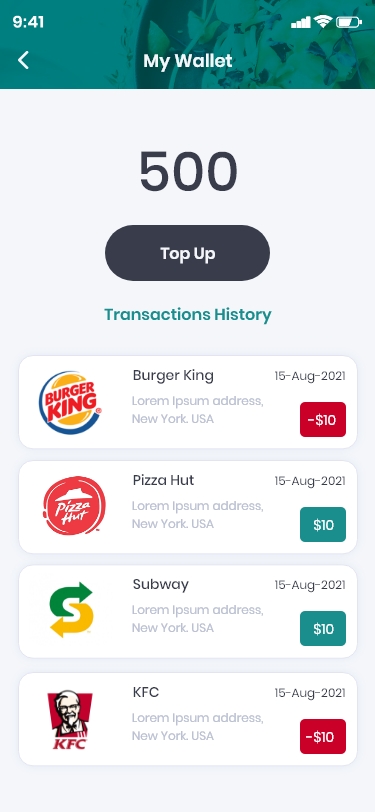 9:41
My Wallet
500
Top Up
Transactions History
BURGER
KING®
Burger King
15-Aug-2021
Lorem Ipsum address,
New York. USA
-$10
Pizza
Hut
Pizza Hut
15-Aug-2021
Lorem Ipsum address,
New York. USA
$10
S
Subway
15-Aug-2021
Lorem Ipsum address,
New York. USA
$10
KFC
KFC
15-Aug-2021
Lorem Ipsum address,
New York. USA
-$10